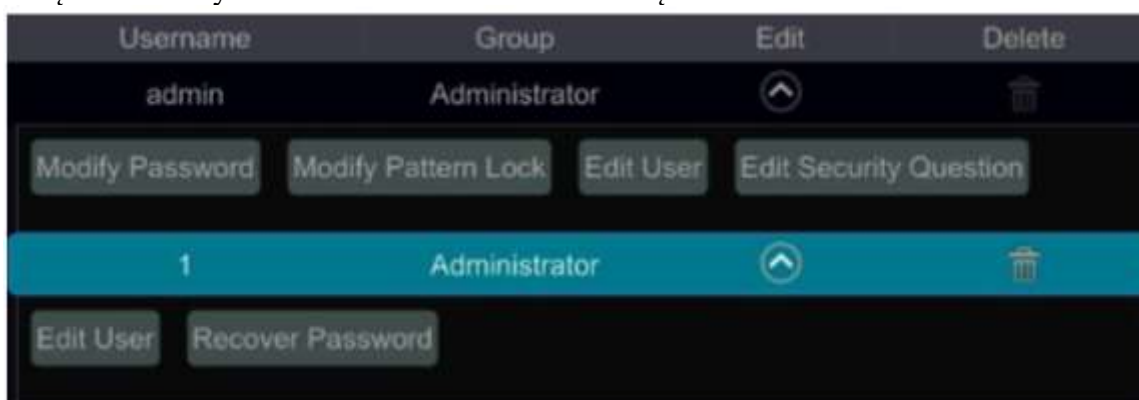 Username Group Edit Delete
admin Administrator
Modify Password Modify Pattern Lock Edit User Edit Security Question
1 Administrator
Edit User Recover Password